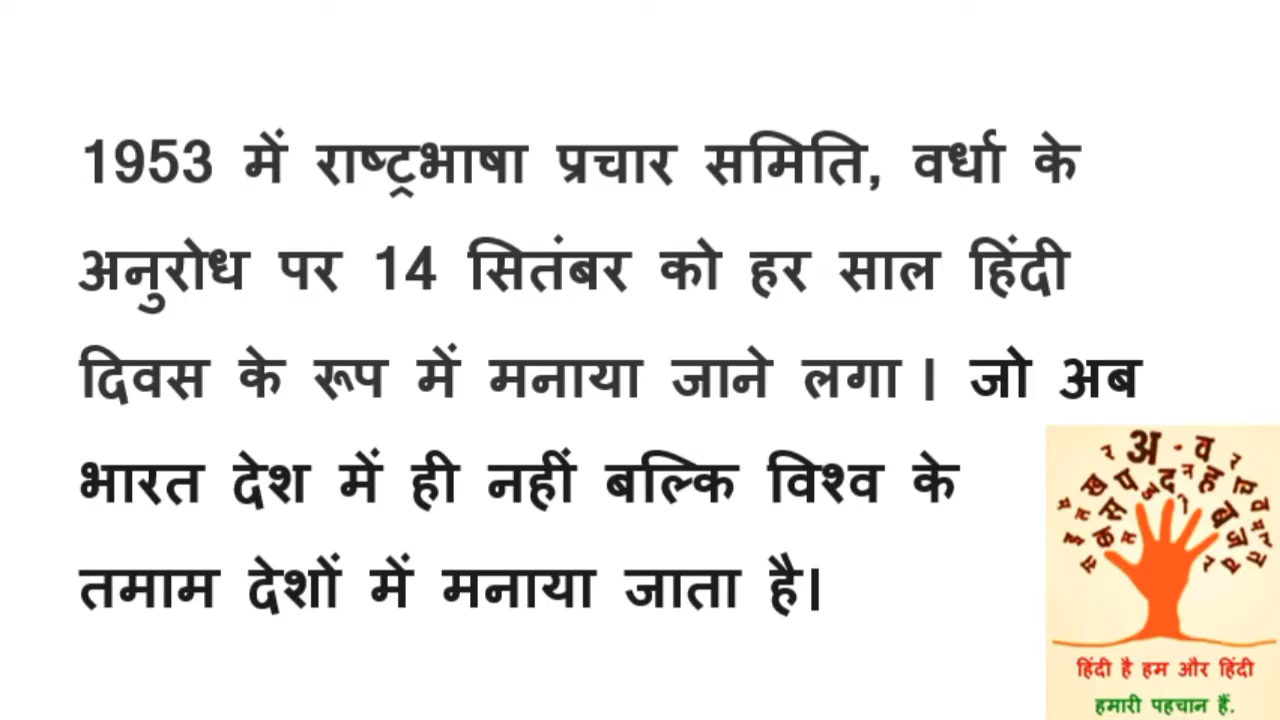 1953 में राष्ट्रभाषा प्रचार समिति, वर्धा के
अनुरोध पर 14 सितंबर को हर साल हिंदी
दिवस के रूप में मनाया जाने लगा। जो अब
भारत देश में ही नहीं बल्कि विश्व के
तमाम देशों में मनाया जाता है।
हिंदी है हम और हिंदी
हमारी पहचान हैं.